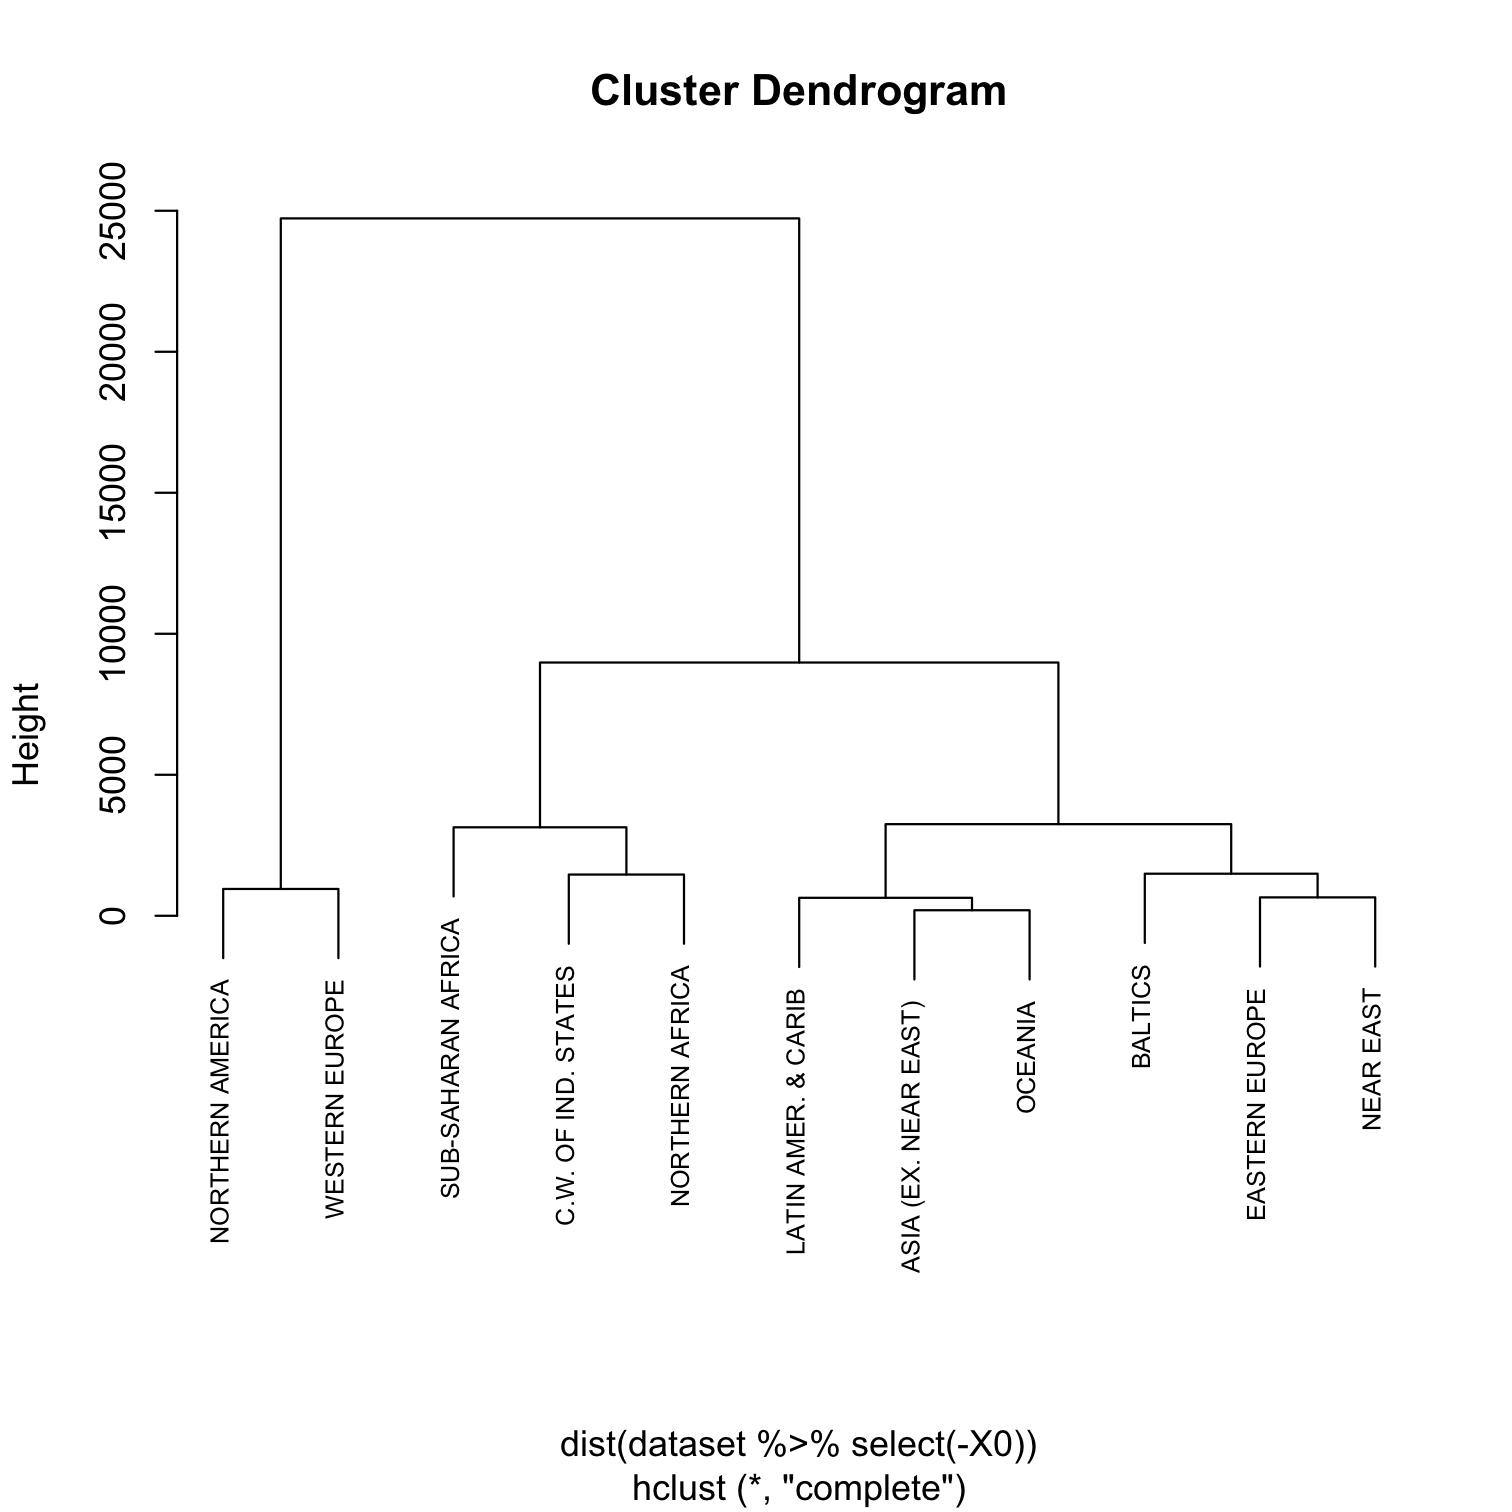 Cluster Dendrogram
Height
25000
20000
15000
10000
5000
0
NORTHERN AMERICA
WESTERN EUROPE
SUB-SAHARAN AFRICA
C.W. OF IND. STATES
NORTHERN AFRICA
LATIN AMER. & CARIB
ASIA (EX. NEAR EAST)
OCEANIA
BALTICS
EASTERN EUROPE
NEAR EAST
dist(dataset %>% select(-X0))
hclust (*, "complete")